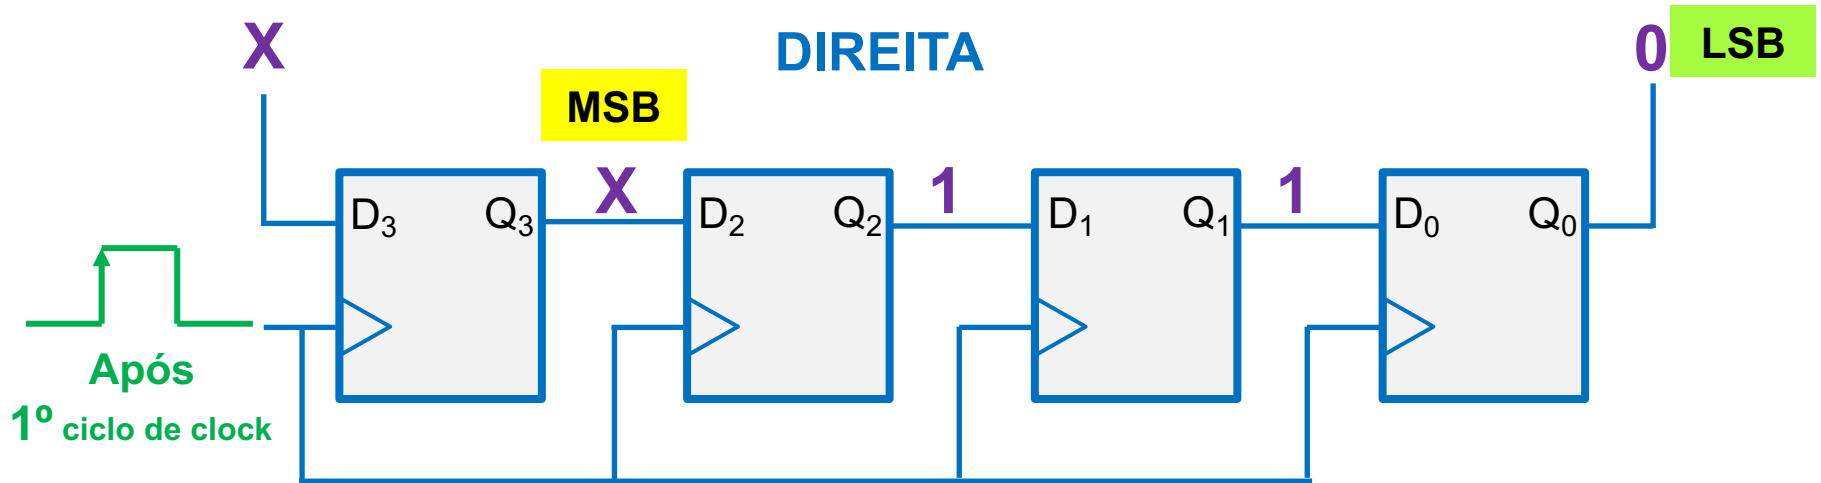 X
DIREITA
0 LSB
MSB
X
1
1
D3 Q3
D2 Q2
D1 Q1
D0 Q0
Após
1º ciclo de clock